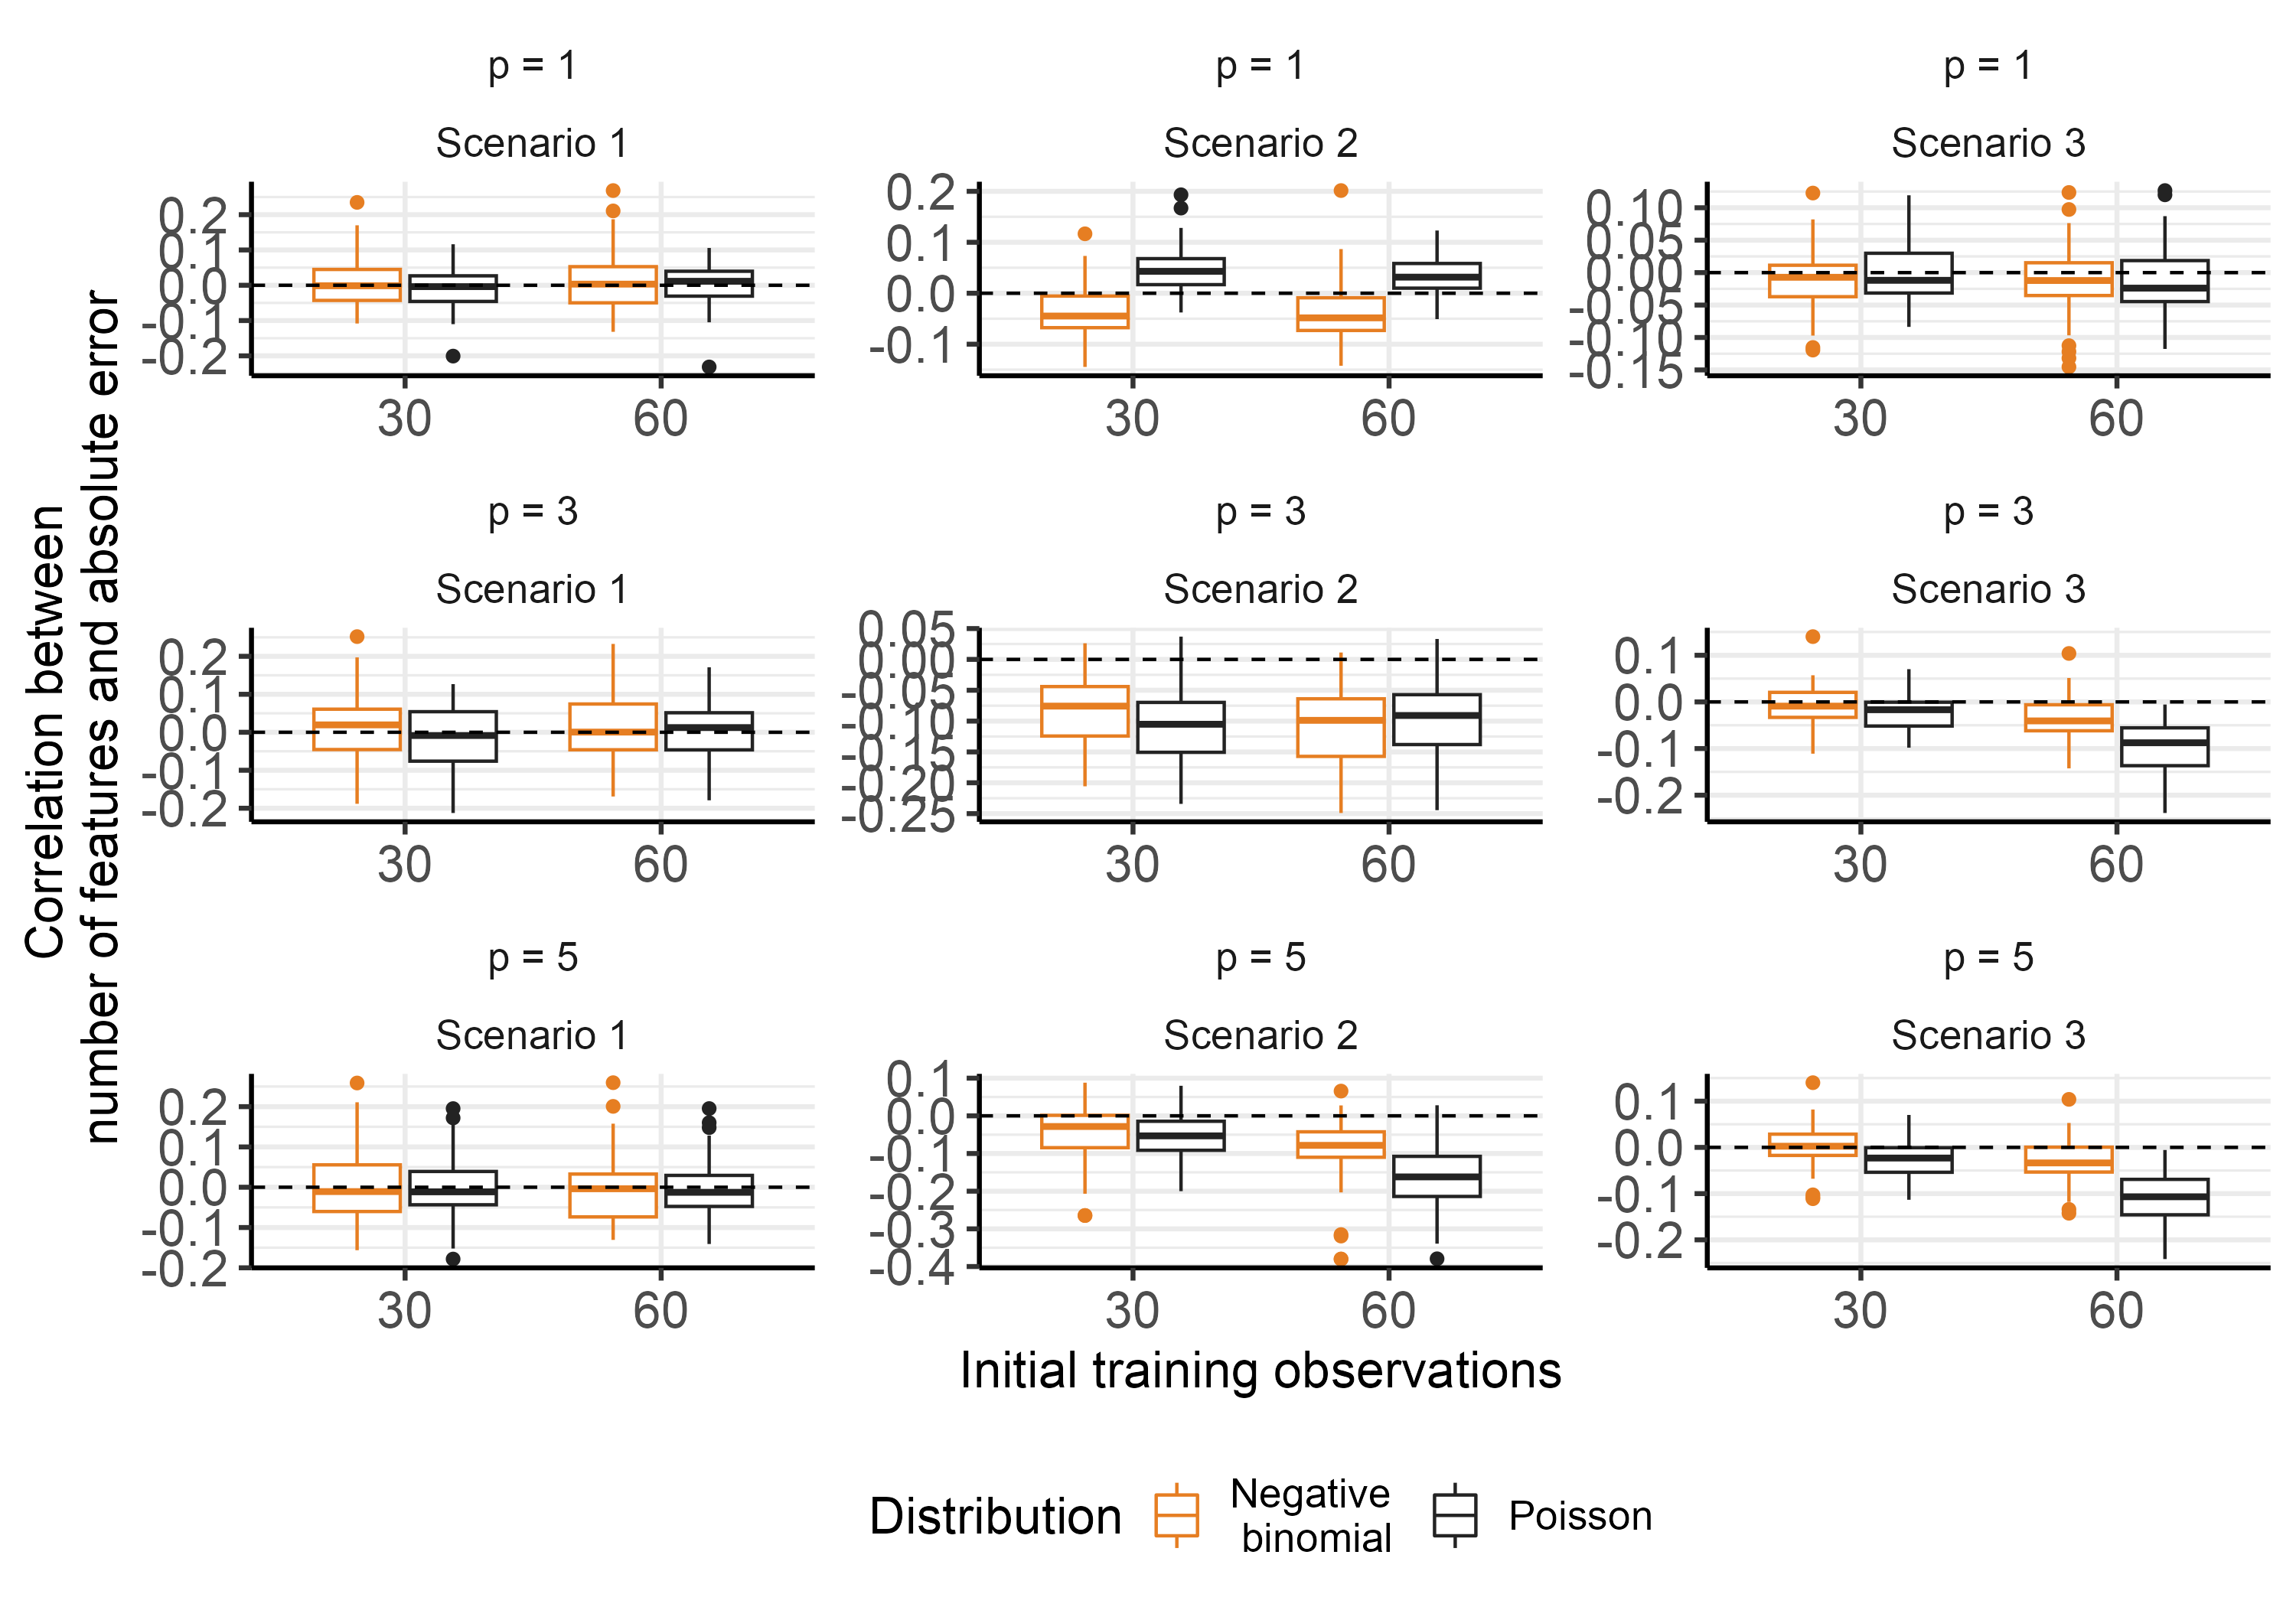 p = 1
p = 1
p = 1
Scenario 1
Scenario 2
Scenario 3
0.2
0.1
0.0
-0.1
-0.2
30
60
0.2
0.1
0.0
-0.1
30
60
0.10
0.05
0.00
-0.05
-0.10
-0.15
30
60
Correlation between
number of features and absolute error
p = 3
p = 3
p = 3
Scenario 1
Scenario 2
Scenario 3
0.2
0.1
0.0
-0.1
-0.2
30
60
0.05
0.00
-0.05
-0.10
-0.15
-0.20
-0.25
30
60
0.1
0.0
-0.1
-0.2
30
60
p = 5
p = 5
p = 5
Scenario 1
Scenario 2
Scenario 3
0.2
0.1
0.0
-0.1
-0.2
30
60
0.1
0.0
-0.1
-0.2
-0.3
-0.4
30
60
0.1
0.0
-0.1
-0.2
30
60
Initial training observations
Distribution
Negative
binomial
Poisson